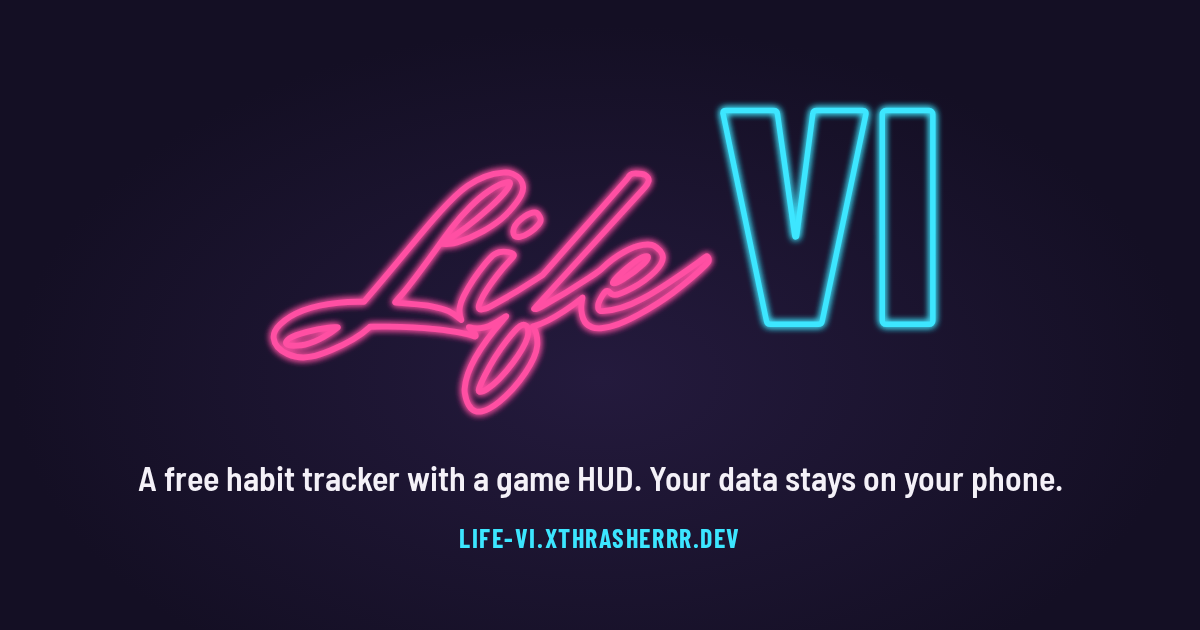 Life VI
A free habit tracker with a game HUD. Your data stays on your phone.
LIFE-VI.XTHRASHERRR.DEV